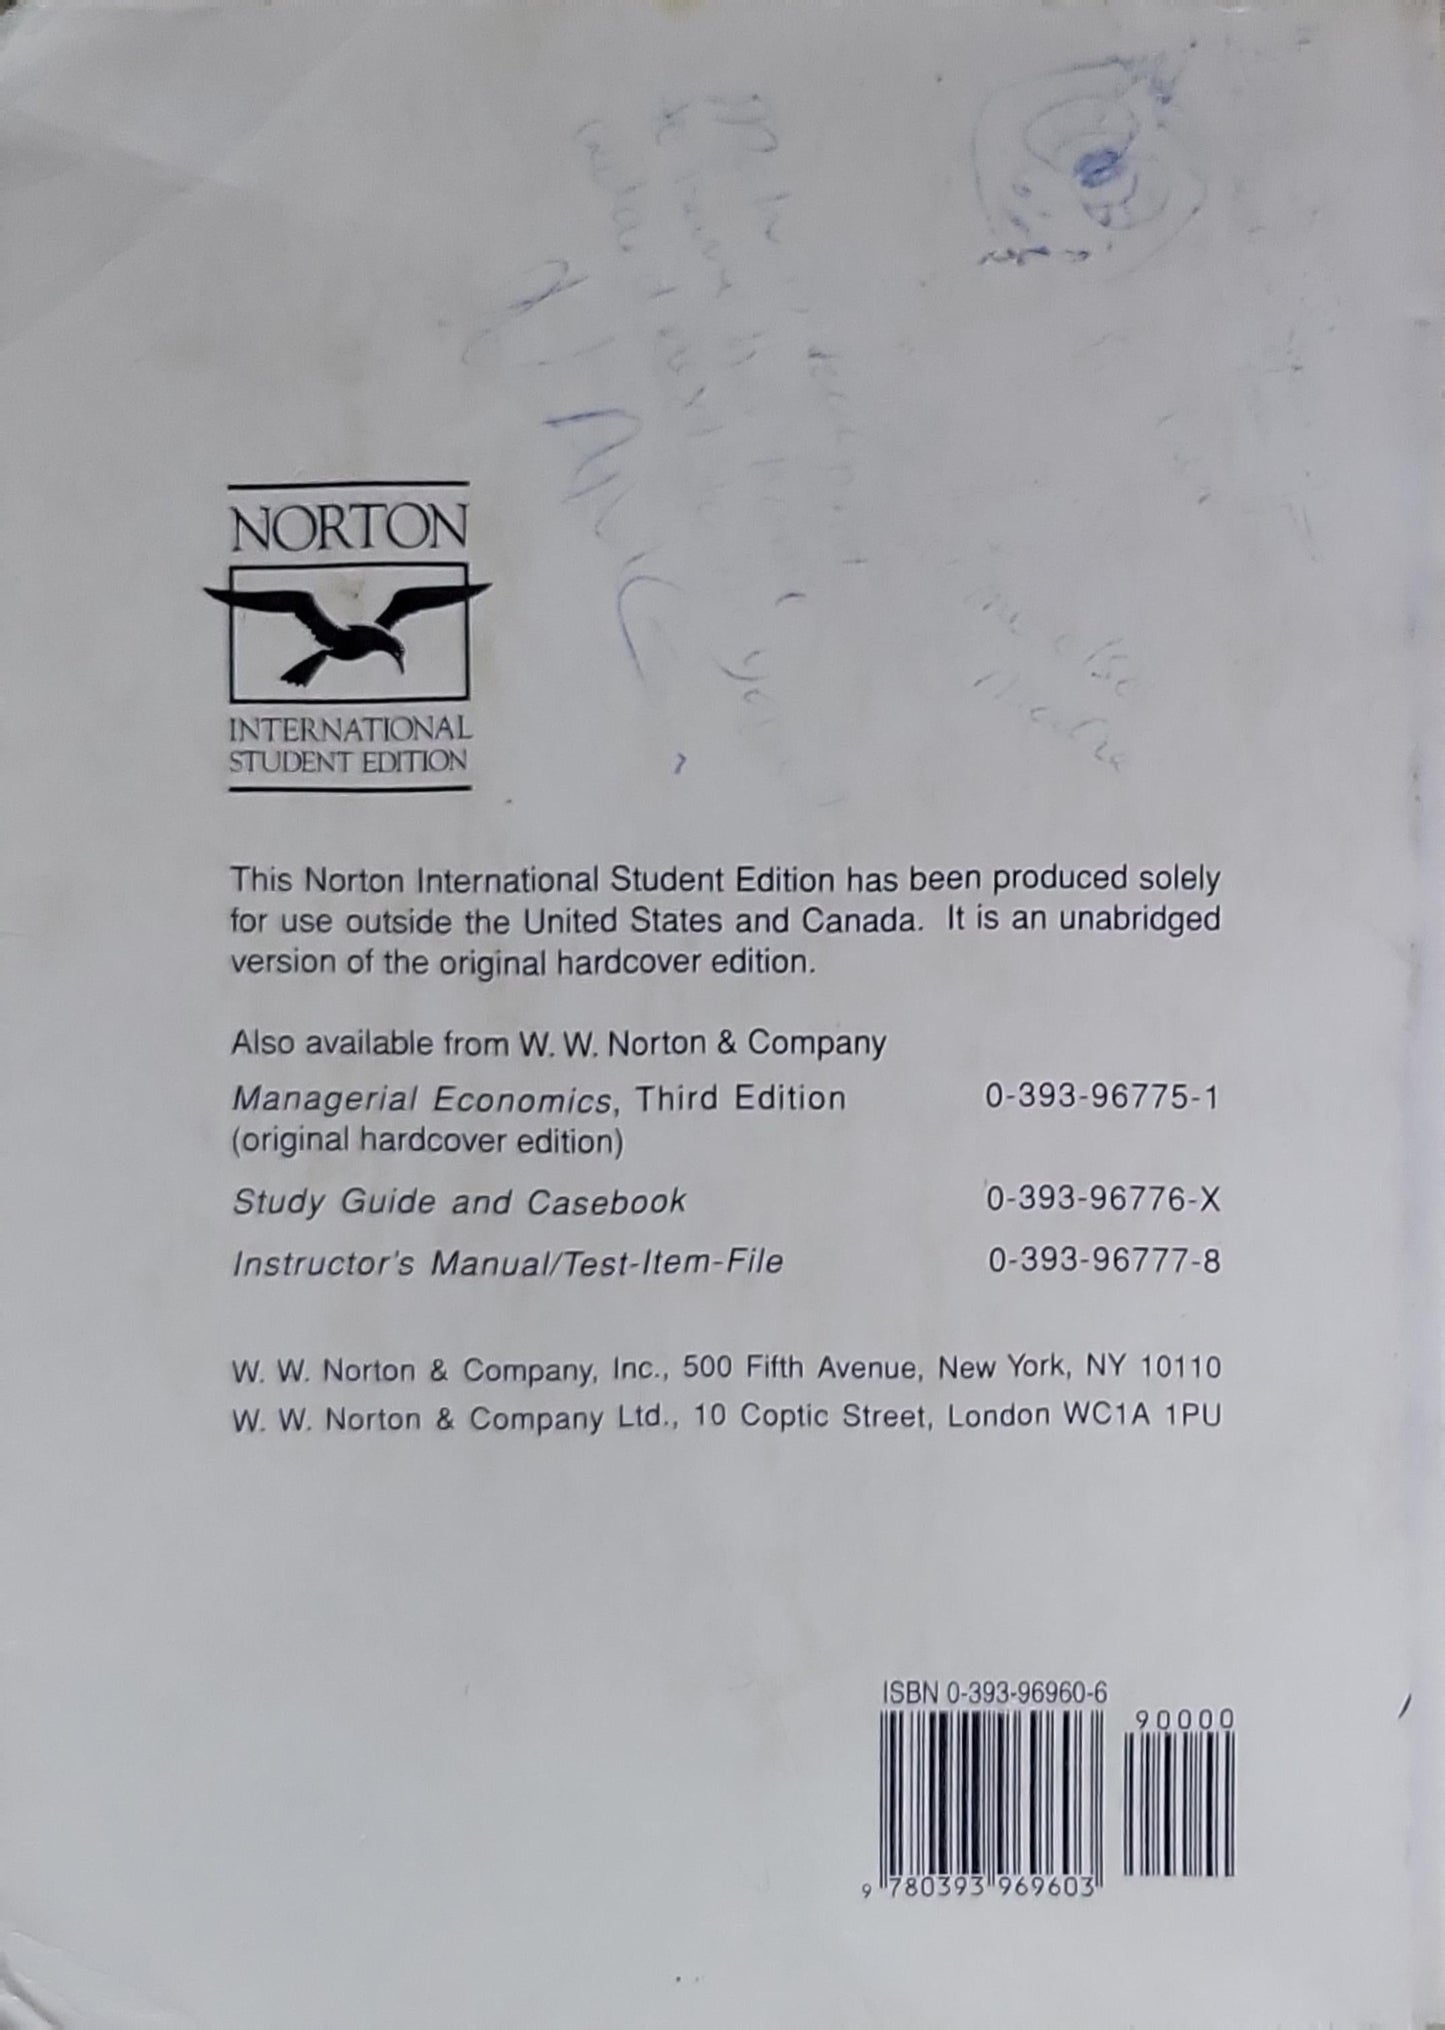 NORTON
INTERNATIONAL
STUDENT EDITION
This Norton International Student Edition has been produced solely
for use outside the United States and Canada. It is an unabridged
version of the original hardcover edition.
Also available from W. W. Norton & Company
Managerial Economics, Third Edition 0-393-96775-1
(original hardcover edition)
Study Guide and Casebook 0-393-96776-X
Instructor's Manual/Test-Item-File 0-393-96777-8
W. W. Norton & Company, Inc., 500 Fifth Avenue, New York, NY 10110
W. W. Norton & Company Ltd., 10 Coptic Street, London WC1A 1PU
ISBN 0-393-96960-6
90000
9 780393 969603